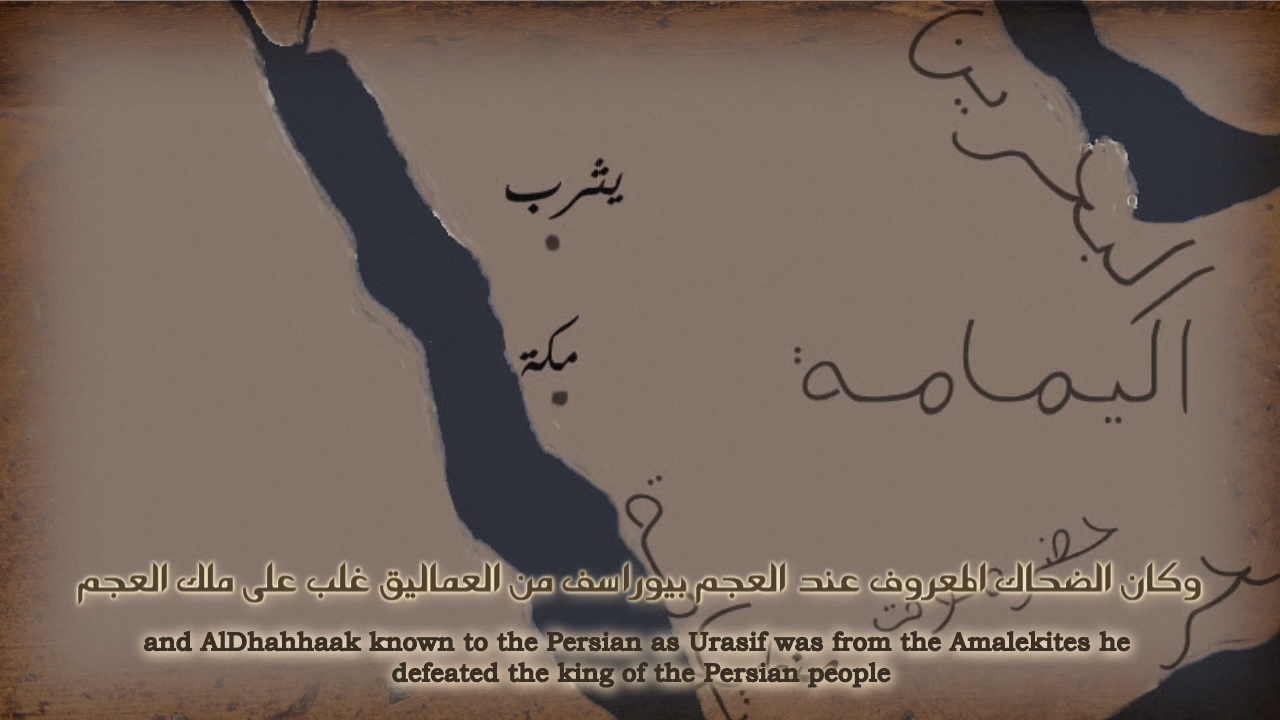 البحرين
يثرب
مكة
اليمامة
وكان الضحاك المعروف عند العجم بيوراسف من العماليق غلب على ملك العجم
and AlDhahhaak known to the Persian as Urasif was from the Amalekites he
defeated the king of the Persian people